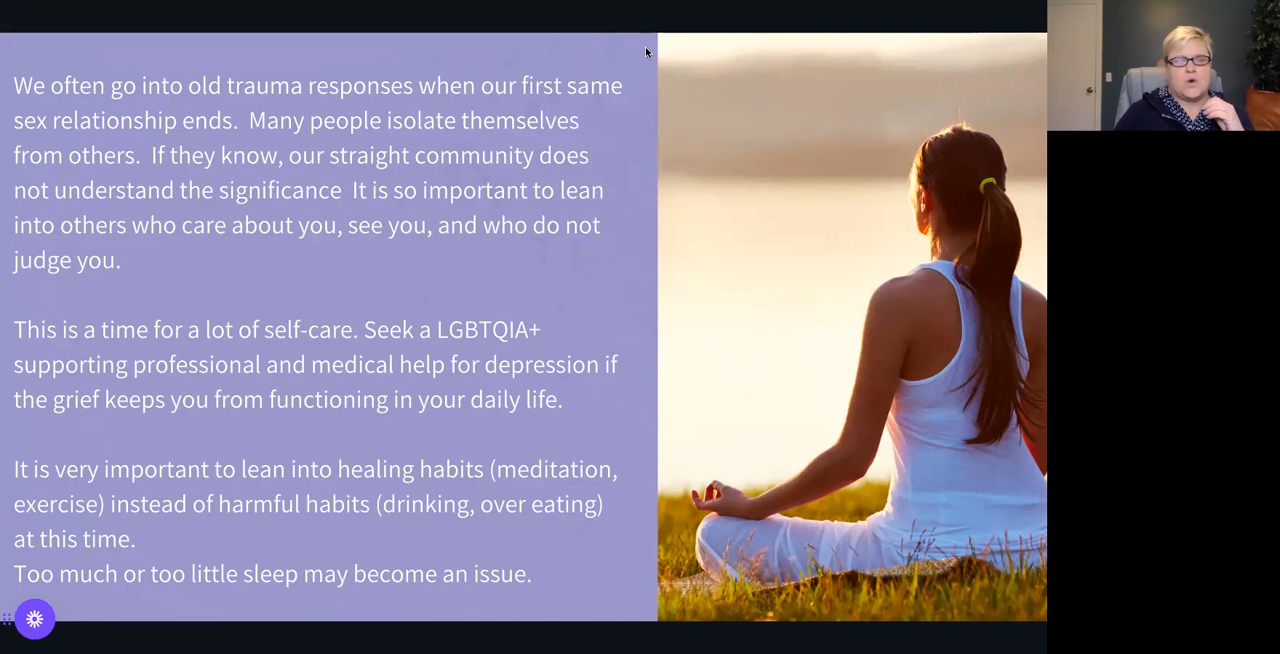 We often go into old trauma responses when our first same
sex relationship ends.  Many people isolate themselves
from others.  If they know, our straight community does
not understand the significance  It is so important to lean
into others who care about you, see you, and who do not
judge you.
This is a time for a lot of self-care. Seek a LGBTQIA+
supporting professional and medical help for depression if
the grief keeps you from functioning in your daily life.
It is very important to lean into healing habits (meditation,
exercise) instead of harmful habits (drinking, over eating)
at this time.
Too much or too little sleep may become an issue.